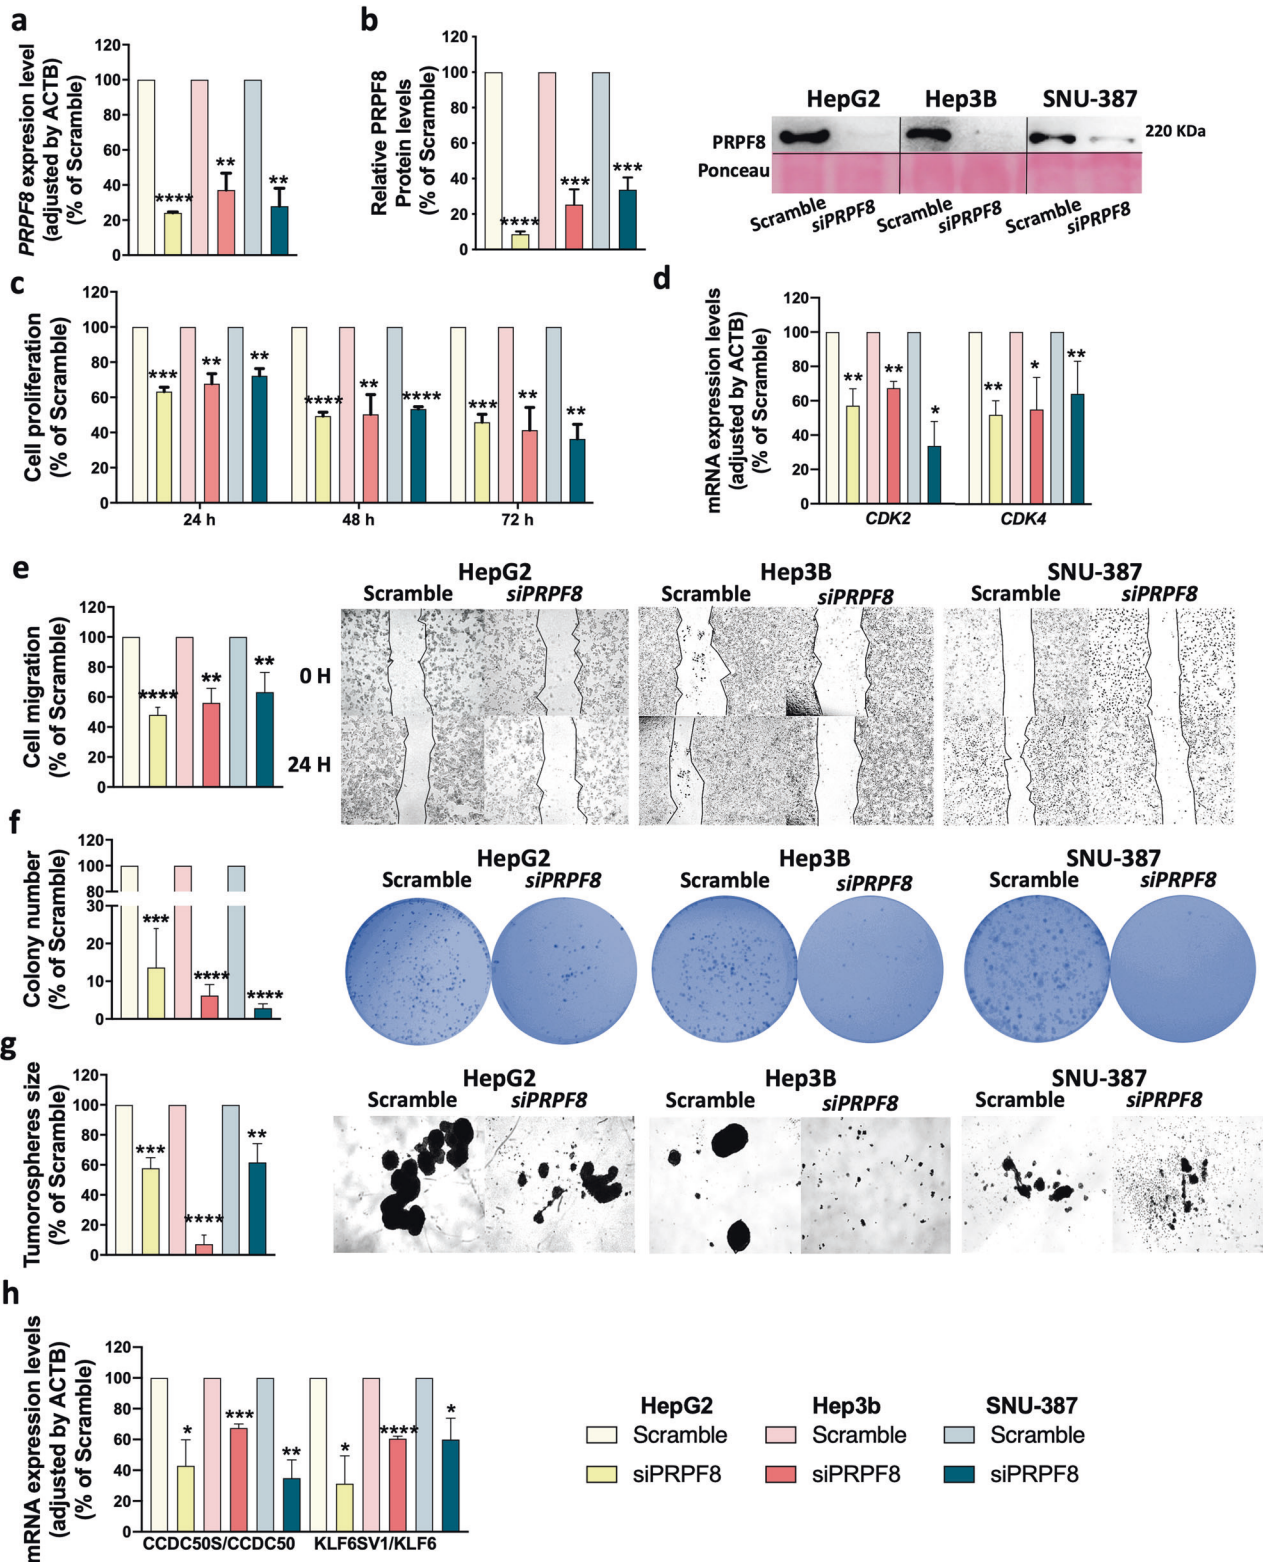 a
PRPF8 expresion level
(adjusted by ACTB)
(% of Scramble)
120
100
80
60
40
20
0
****
**
**
b
Relative PRPF8
Protein levels
(% of Scramble)
120
100
80
60
40
20
0
****
***
***
HepG2 Hep3B SNU-387
PRPF8
220 KDa
Ponceau
Scramble siPRPF8 Scramble siPRPF8 Scramble siPRPF8
c
Cell proliferation
(% of Scramble)
120
100
80
60
40
20
0
*** ** **
**** ** ****
*** ** **
24 h 48 h 72 h
d
mRNA expression levels
(adjusted by ACTB)
(% of Scramble)
120
100
80
60
40
20
0
** ** *
** * **
CDK2 CDK4
e
Cell migration
(% of Scramble)
120
100
80
60
40
20
0
**** ** **
HepG2 Hep3B SNU-387
Scramble siPRPF8 Scramble siPRPF8 Scramble siPRPF8
0 H
24 H
f
Colony number
(% of Scramble)
120
100
80
30
20
10
0
*** **** ****
HepG2 Hep3B SNU-387
Scramble siPRPF8 Scramble siPRPF8 Scramble siPRPF8
g
Tumorospheres size
(% of Scramble)
120
100
80
60
40
20
0
*** **** **
HepG2 Hep3B SNU-387
Scramble siPRPF8 Scramble siPRPF8 Scramble siPRPF8
h
mRNA expression levels
(adjusted by ACTB)
(% of Scramble)
120
100
80
60
40
20
0
* *** **
* **** *
CCDC50S/CCDC50 KLF6SV1/KLF6
HepG2 Hep3b SNU-387
Scramble Scramble Scramble
siPRPF8 siPRPF8 siPRPF8